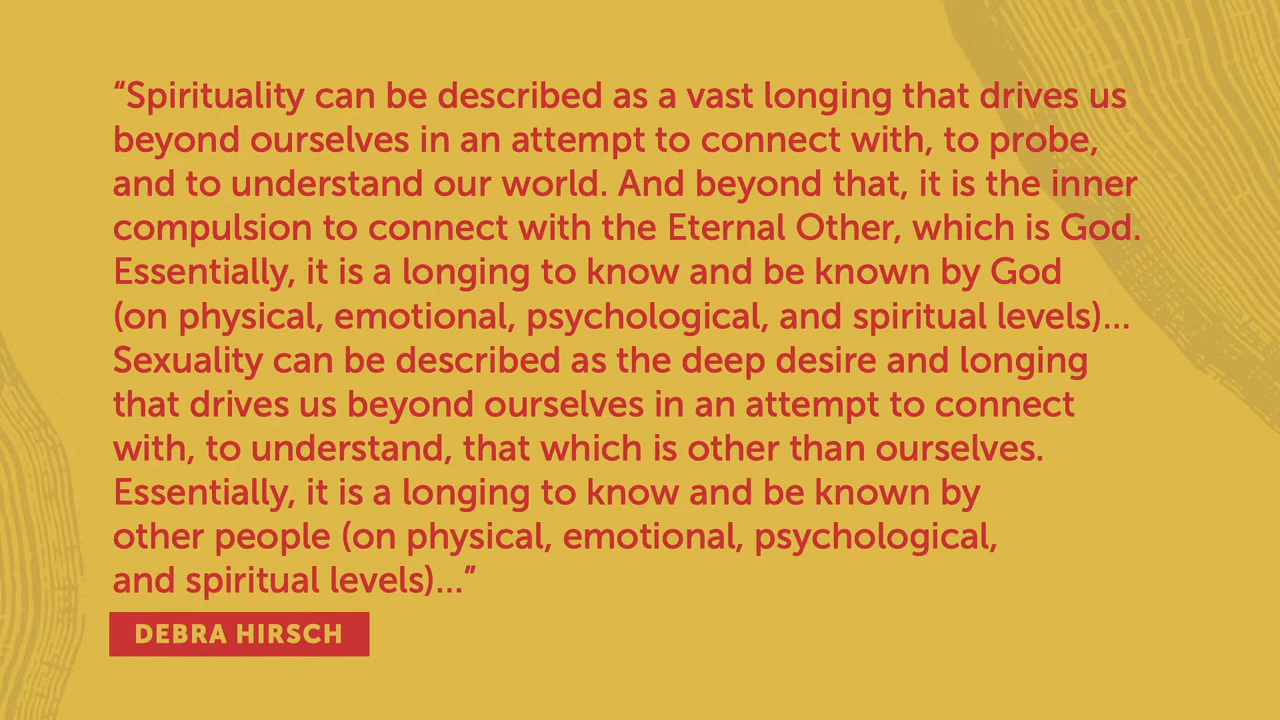 “Spirituality can be described as a vast longing that drives us
beyond ourselves in an attempt to connect with, to probe,
and to understand our world. And beyond that, it is the inner
compulsion to connect with the Eternal Other, which is God.
Essentially, it is a longing to know and be known by God
(on physical, emotional, psychological, and spiritual levels)...
Sexuality can be described as the deep desire and longing
that drives us beyond ourselves in an attempt to connect
with, to understand, that which is other than ourselves.
Essentially, it is a longing to know and be known by
other people (on physical, emotional, psychological,
and spiritual levels)...”
DEBRA HIRSCH